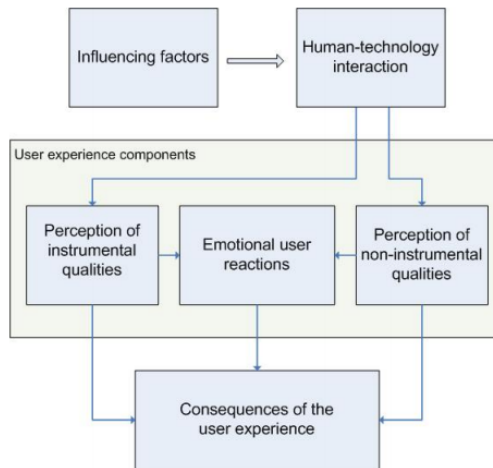 Influencing factors
Human-technology
interaction
User experience components
Perception of
instrumental
qualities
Emotional user
reactions
Perception of
non-instrumental
qualities
Consequences of the
user experience